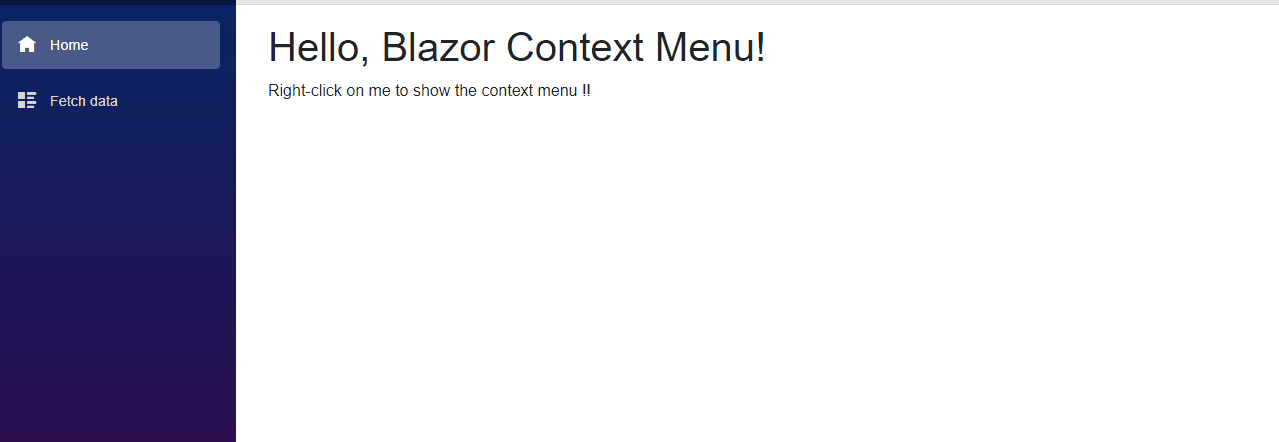 Home
Fetch data
Hello, Blazor Context Menu!
Right-click on me to show the context menu !!